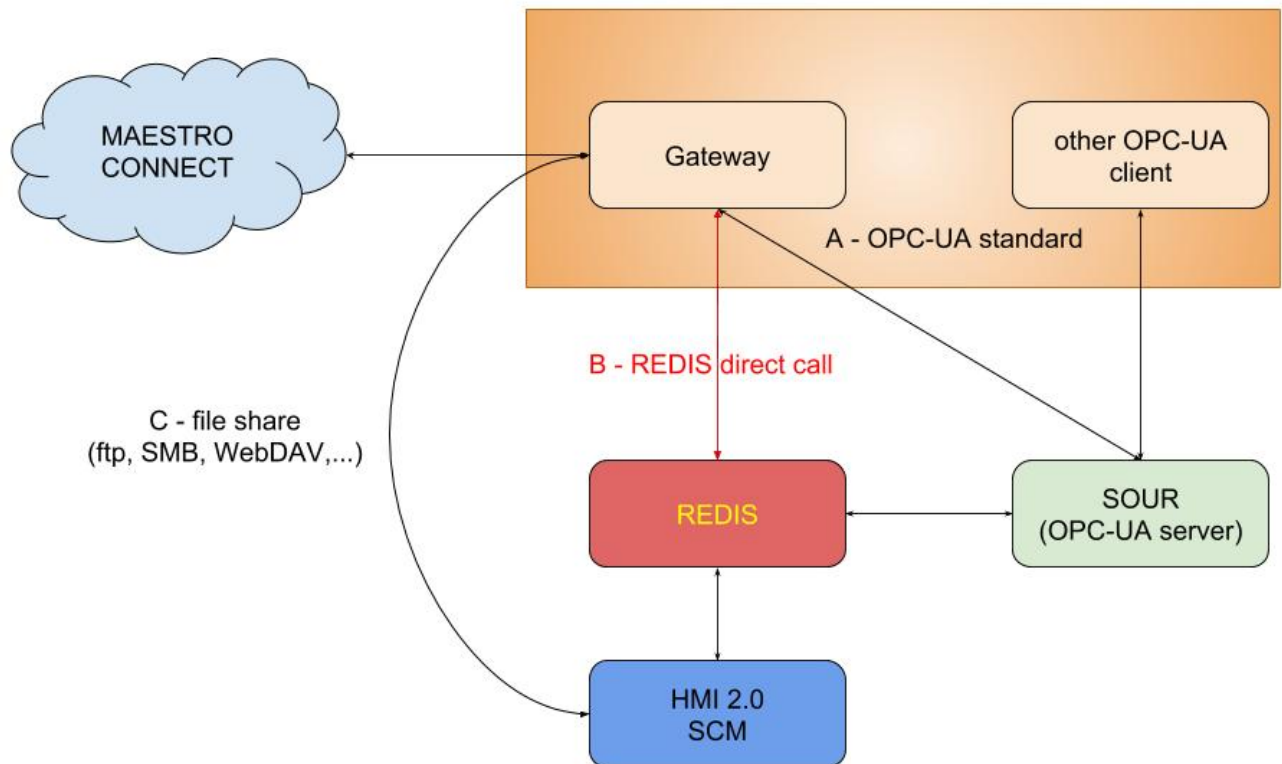 MAESTRO
CONNECT
Gateway
other OPC-UA
client
A - OPC-UA standard
B - REDIS direct call
C - file share
(ftp, SMB, WebDAV,...)
REDIS
SOUR
(OPC-UA server)
HMI 2.0
SCM